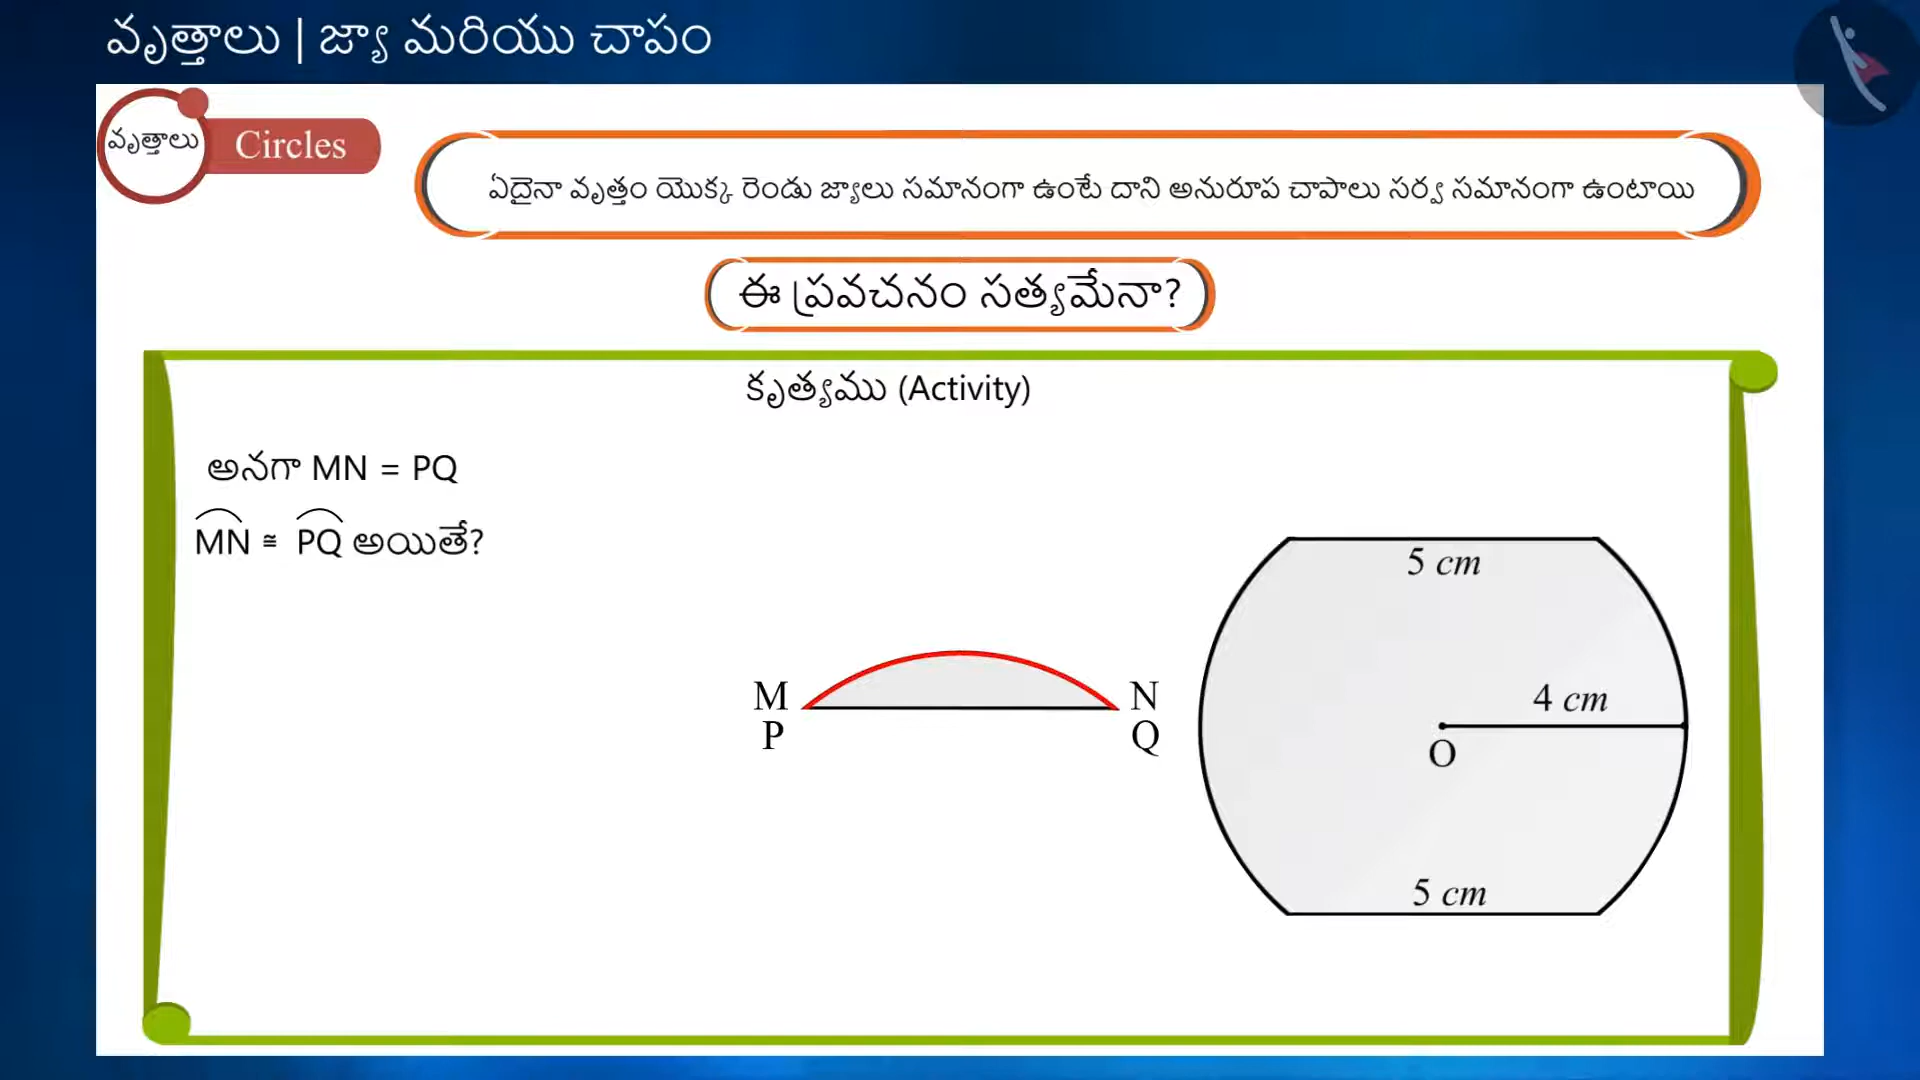 వృత్తాలు | జ్యా మరియు చాపం
వృత్తాలు
Circles
ఏదైనా వృత్తం యొక్క రెండు జ్యాలు సమానంగా ఉంటే దాని అనురూప చాపాలు సర్వ సమానంగా ఉంటాయి
ఈ ప్రవచనం సత్యమేనా?
కృత్యము (Activity)
అనగా MN = PQ
MN ≅ PQ అయితే?
5 cm
M N
P Q
4 cm
O
5 cm